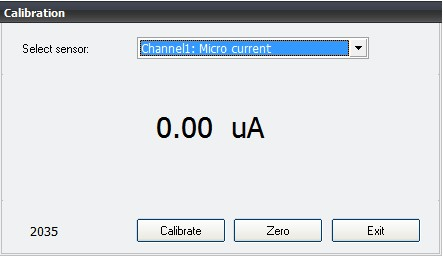 Calibration
Select sensor: Channel1: Micro current
0.00 uA
2035 Calibrate Zero Exit